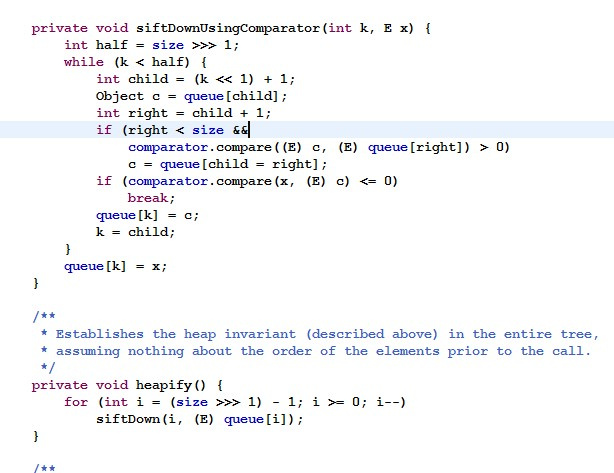 private void siftDownUsingComparator(int k, E x) {
    int half = size >>> 1;
    while (k < half) {
        int child = (k << 1) + 1;
        Object c = queue[child];
        int right = child + 1;
        if (right < size &&
            comparator.compare((E) c, (E) queue[right]) > 0)
            c = queue[child = right];
        if (comparator.compare(x, (E) c) <= 0)
            break;
        queue[k] = c;
        k = child;
    }
    queue[k] = x;
}

/**
 * Establishes the heap invariant (described above) in the entire tree,
 * assuming nothing about the order of the elements prior to the call.
 */
private void heapify() {
    for (int i = (size >>> 1) - 1; i >= 0; i--)
        siftDown(i, (E) queue[i]);
}

/**